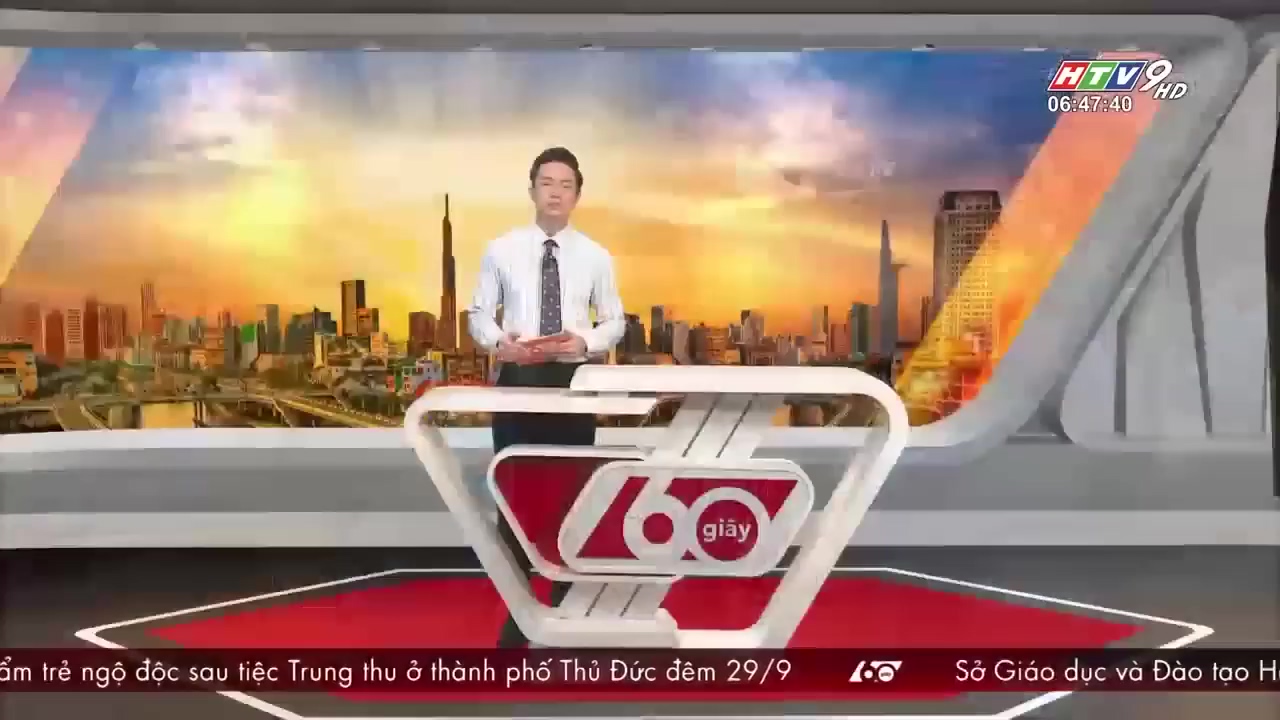 HTV9 HD
06:47:40
60 giây
ẩm trẻ ngộ độc sau tiệc Trung thu ở thành phố Thủ Đức đêm 29/9
60
Sở Giáo dục và Đào tạo